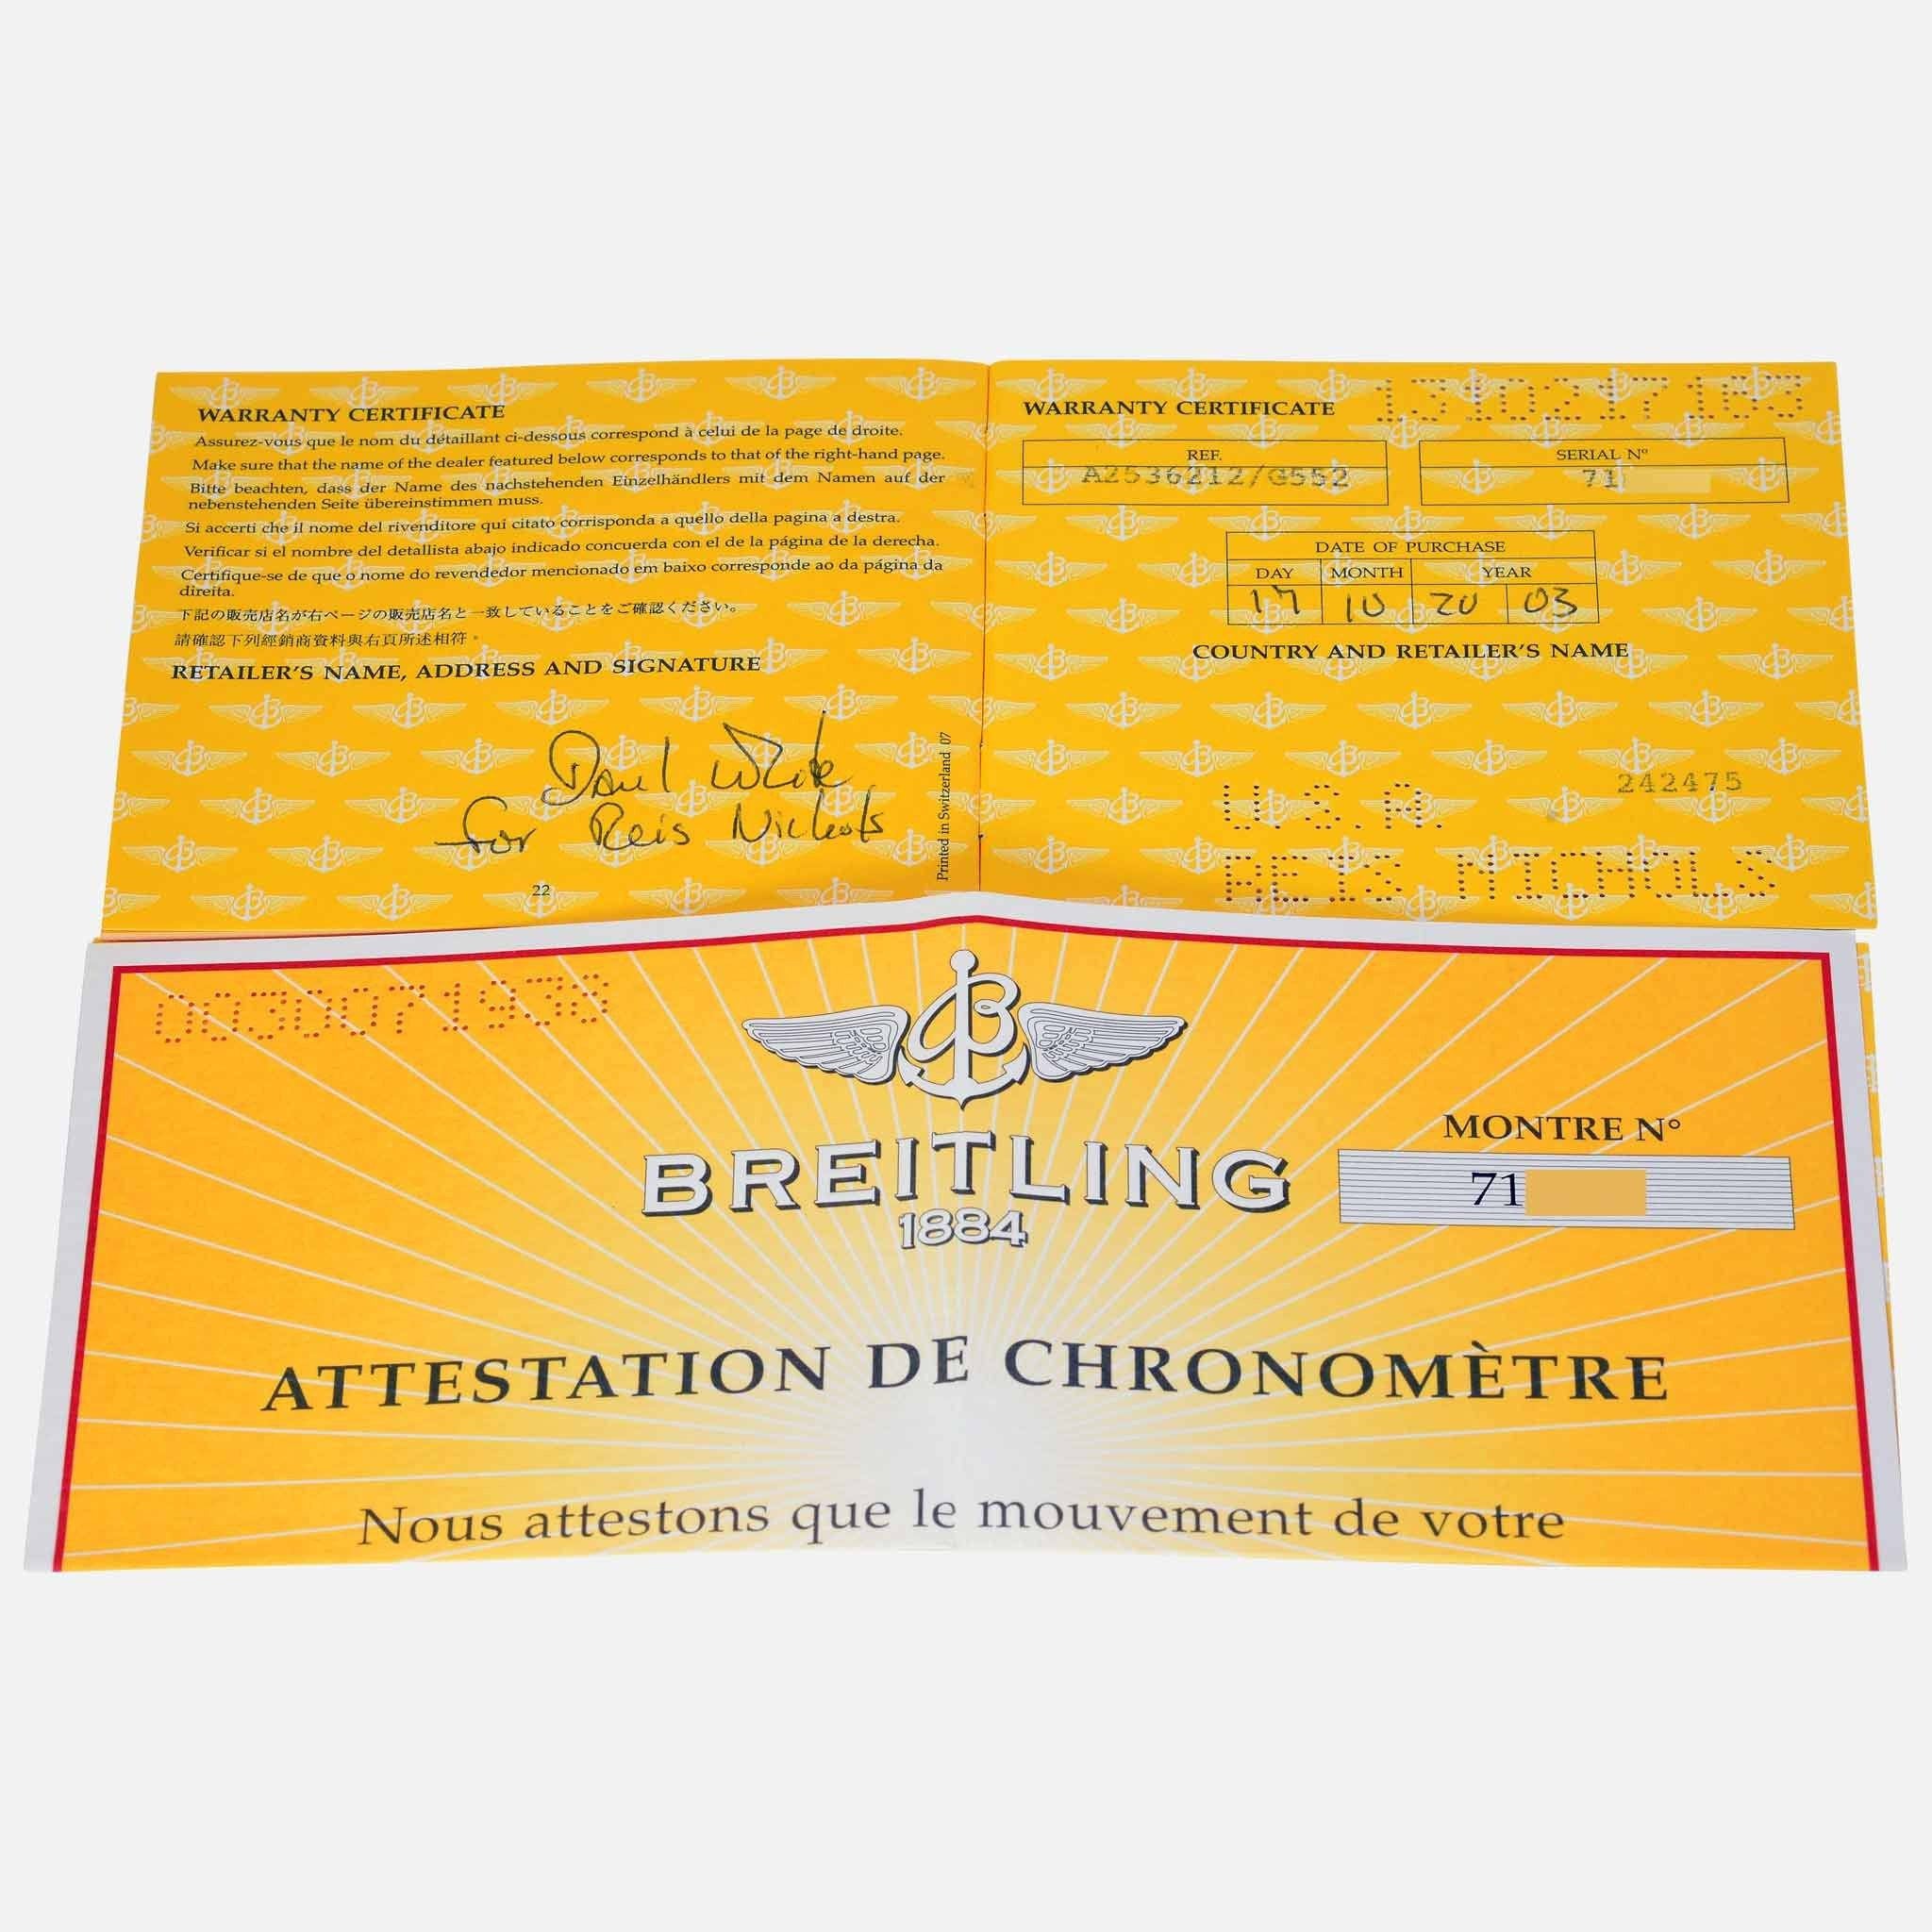 WARRANTY CERTIFICATE
Assurez-vous que le nom du détaillant ci-dessous correspond à celui de la page de droite.
Make sure that the name of the dealer featured below corresponds to that of the right-hand page.
Bitte beachten, dass der Name des nachstehenden Einzelhändlers mit dem Namen auf der
nebenstehenden Seite übereinstimmen muss.
Si accerti che il nome del rivenditore qui citato corrisponda a quello della pagina a destra.
Verificar si el nombre del detallista abajo indicado concuerda con el de la página de la derecha.
Certifique-se de que o nome do revendedor mencionado em baixo corresponde ao da página da
direita.
下記の販売店名が右ページの販売店名と一致していることをご確認ください。
請確認下列經銷商資料與右頁所述相符。
RETAILER'S NAME, ADDRESS AND SIGNATURE
White
for Reis Nichols
22
Printed in Switzerland 07
WARRANTY CERTIFICATE
REF.
A2536212/G552
SERIAL N°
71
DATE OF PURCHASE
DAY MONTH YEAR
17 10 20 03
COUNTRY AND RETAILER'S NAME
242475
U.S.A.
REIS NICHOLS
B
BREITLING
1884
MONTRE N°
71
ATTESTATION DE CHRONOMÈTRE
Nous attestons que le mouvement de votre